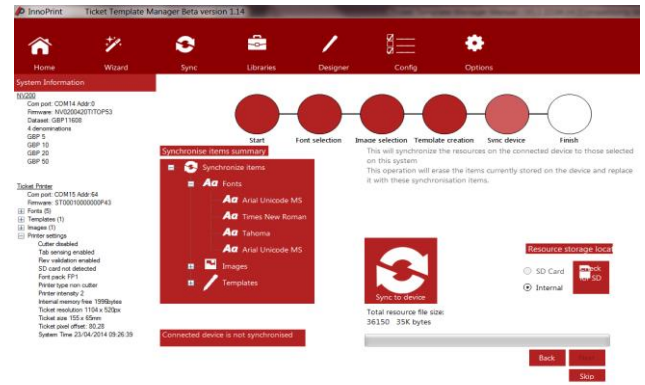 InnoPrint Ticket Template Manager Beta version 1.14
Home Wizard Sync Libraries Designer Config Options
System Information
NV200
Com port: COM14 Addr:0
Firmware: NV0200420TITOP53
Dataset: GBP11608
4 denominations
GBP 5
GBP 10
GBP 20
GBP 50
Ticket Printer
Com port: COM15 Addr:64
Firmware: ST00010000000P43
Fonts (5)
Templates (1)
Images (1)
Printer settings
Cutter disabled
Tab sensing enabled
Rev validation enabled
SD card not detected
Font pack: FP1
Printer type non cutter
Printer intensity 2
Internal memory free 1999bytes
Ticket resolution 1104 x 520px
Ticket size 155 x 65mm
Ticket pixel offset: 80,28
System Time 23/04/2014 09:26:39
Start Font selection Image selection Template creation Sync device Finish
Synchronise items summary
Synchronize items
Fonts
Arial Unicode MS
Times New Roman
Tahoma
Arial Unicode MS
Images
Templates
Connected device is not synchronised
This will synchronize the resources on the connected device to those selected
on this system
This operation will erase the items currently stored on the device and replace
it with these synchronisation items.
Sync to device
Total resource file size:
36150 35K bytes
Resource storage locat
SD Card
Internal
eck
or SD
Back Next
Skip